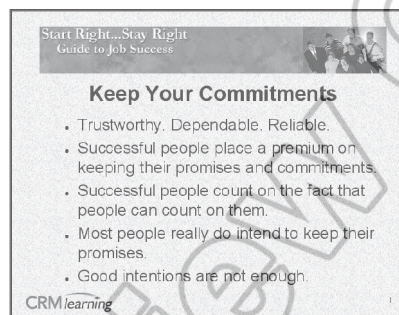 Start Right...Stay Right
Guide to Job Success
Keep Your Commitments
• Trustworthy. Dependable. Reliable.
• Successful people place a premium on
keeping their promises and commitments.
• Successful people count on the fact that
people can count on them.
• Most people really do intend to keep their
promises.
• Good intentions are not enough.
CRMlearning
1